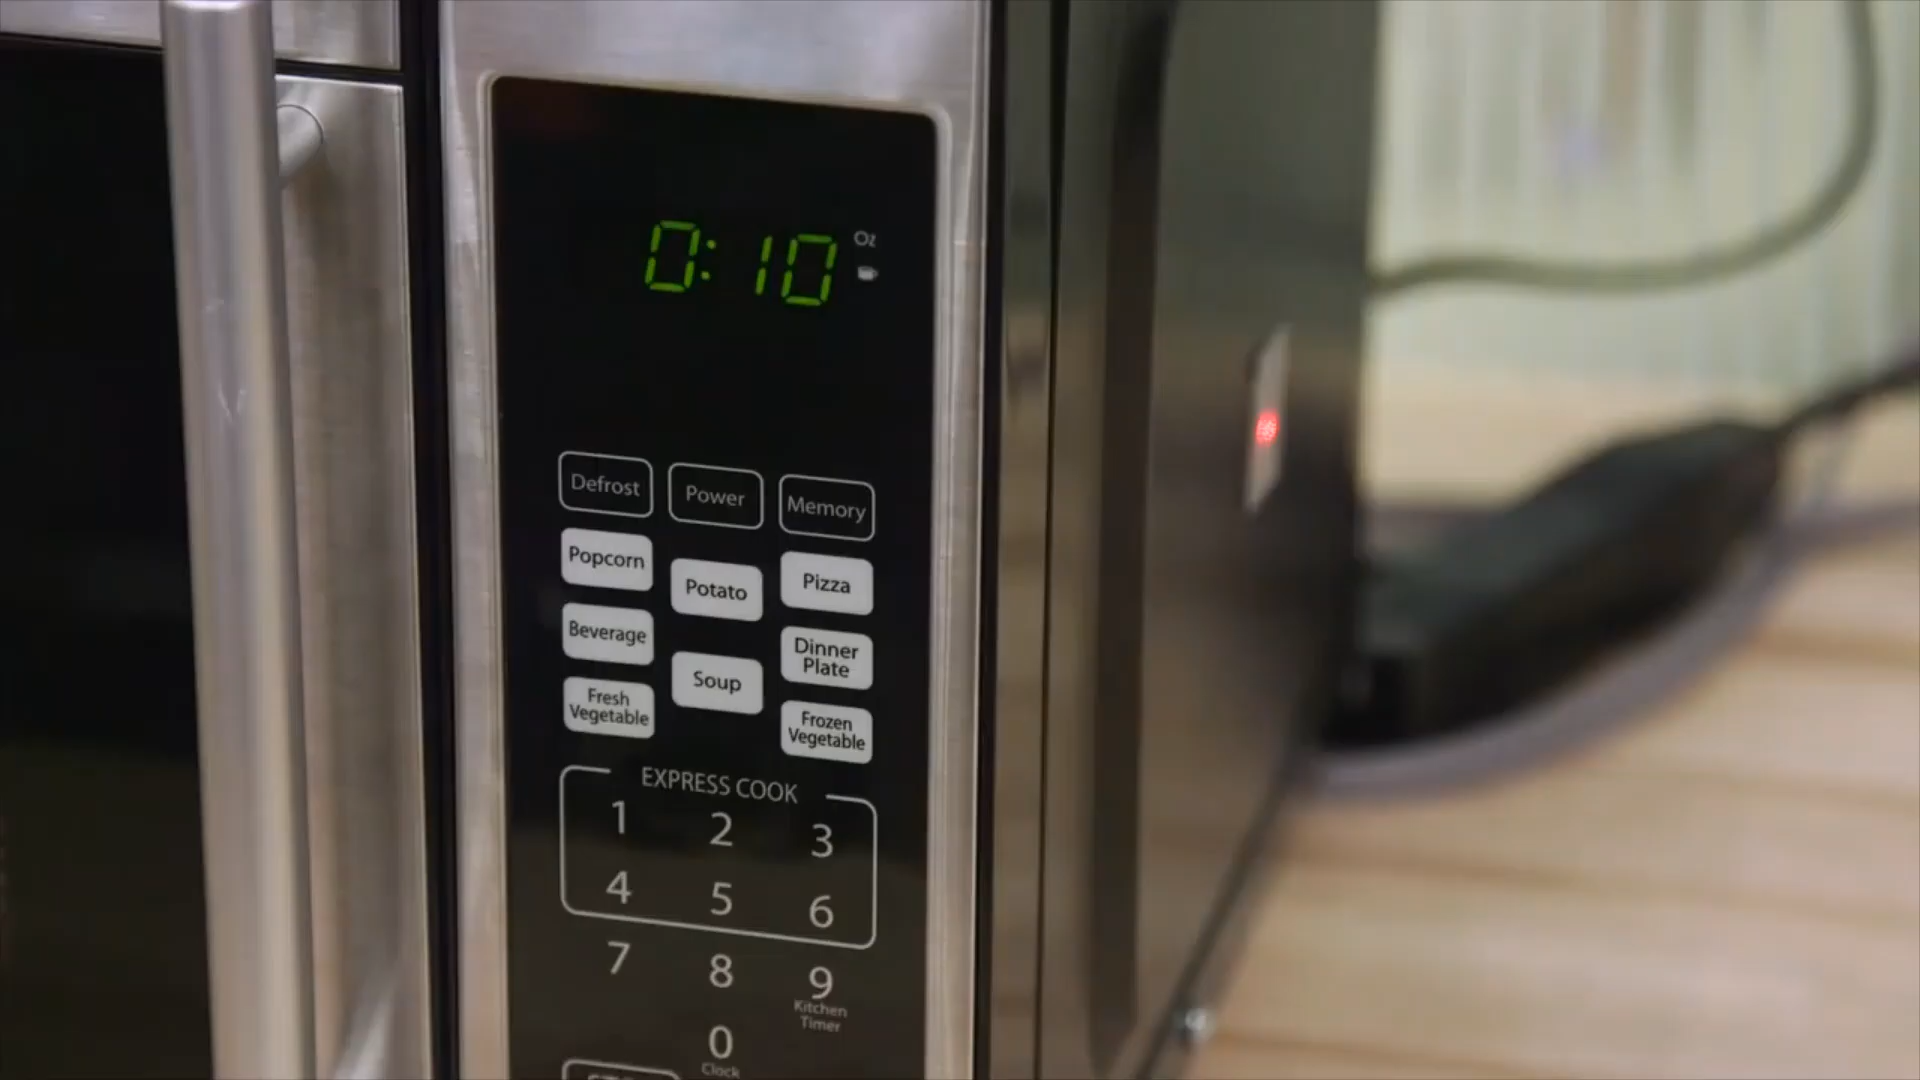 0:10
Oz
Defrost
Power
Memory
Popcorn
Potato
Pizza
Beverage
Soup
Dinner
Plate
Fresh
Vegetable
Frozen
Vegetable
EXPRESS COOK
1 2 3
4 5 6
7 8 9
Kitchen
Timer
0
Clock